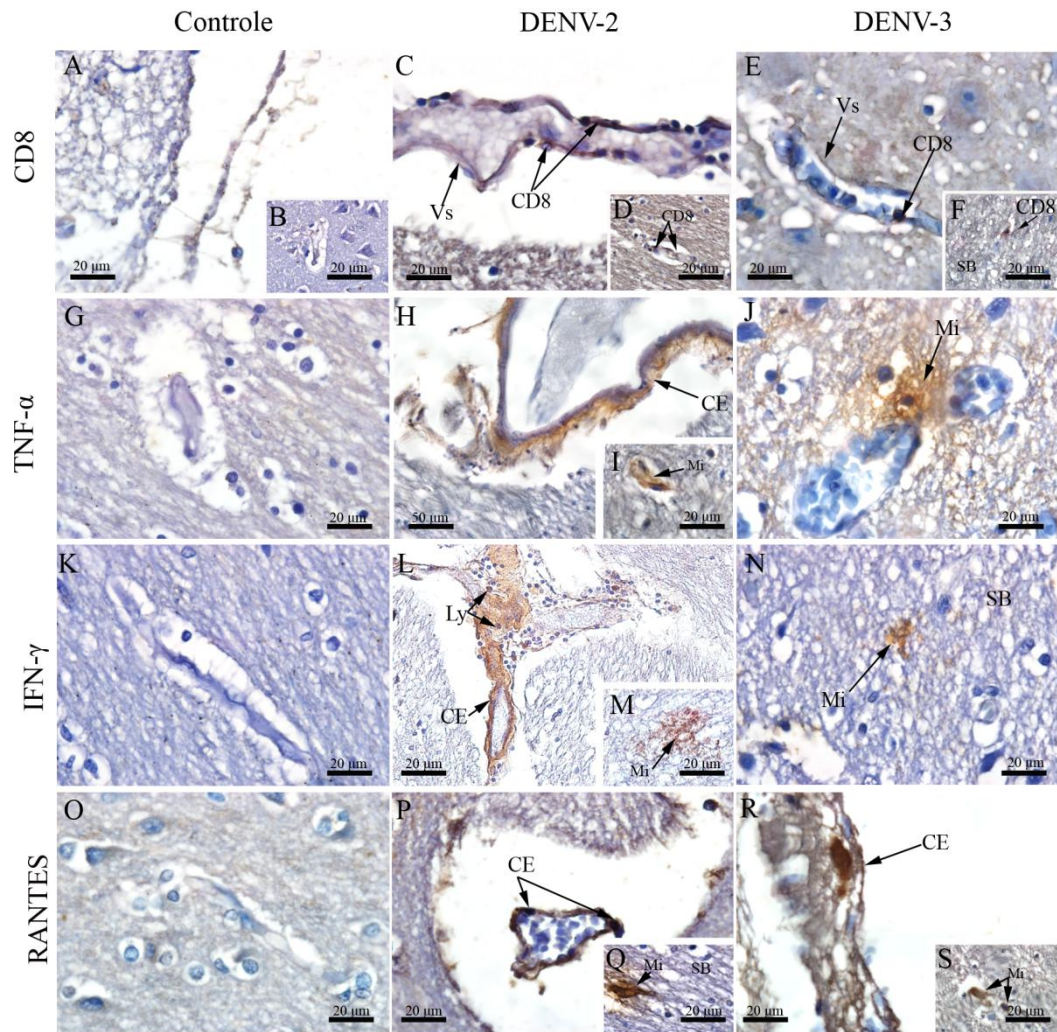 Controle DENV-2 DENV-3
CD8
A
20 μm
B
20 μm
C
Vs
CD8
20 μm
D
CD8
20 μm
E
Vs
CD8
20 μm
F
CD8
SB
20 μm
TNF-α
G
20 μm
H
CE
50 μm
I
Mi
20 μm
J
Mi
20 μm
IFN-γ
K
20 μm
L
Ly
CE
20 μm
M
Mi
20 μm
N
SB
Mi
20 μm
RANTES
O
20 μm
P
CE
20 μm
Q
Mi
SB
20 μm
R
CE
20 μm
S
Mi
20 μm